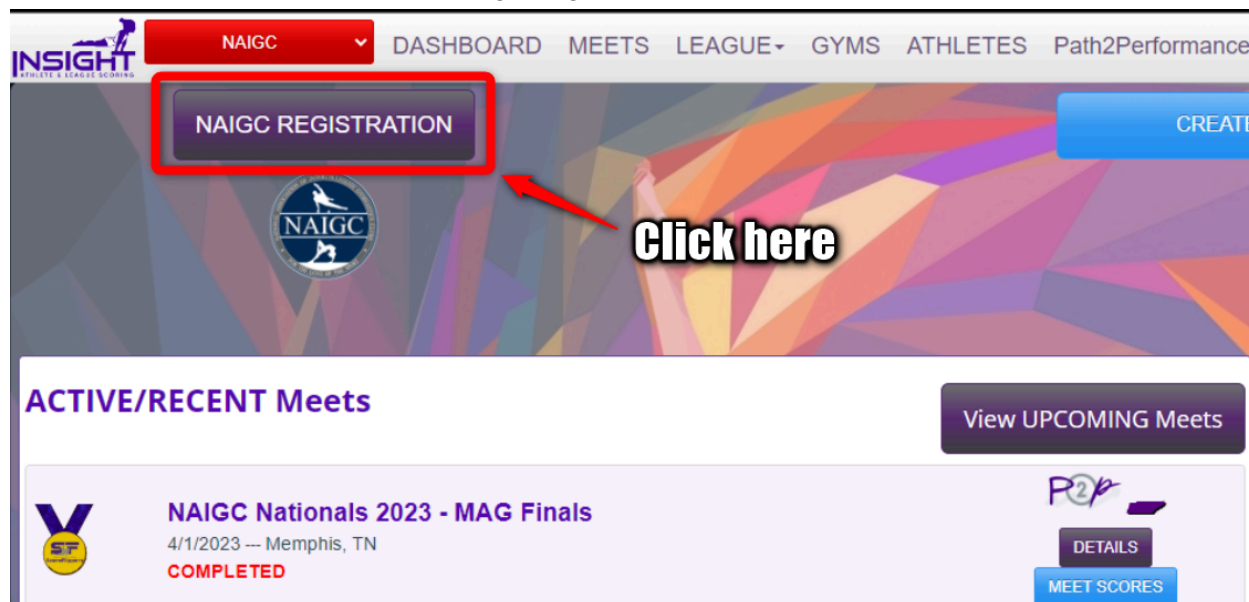 INSIGHT
ATHLETE & LEAGUE SCORING
NAIGC
DASHBOARD MEETS LEAGUE GYMS ATHLETES Path2Performance
NAIGC REGISTRATION
CREATE
NAIGC
Click here
ACTIVE/RECENT Meets
View UPCOMING Meets
P2P
NAIGC Nationals 2023 - MAG Finals
4/1/2023 --- Memphis, TN
COMPLETED
DETAILS
MEET SCORES